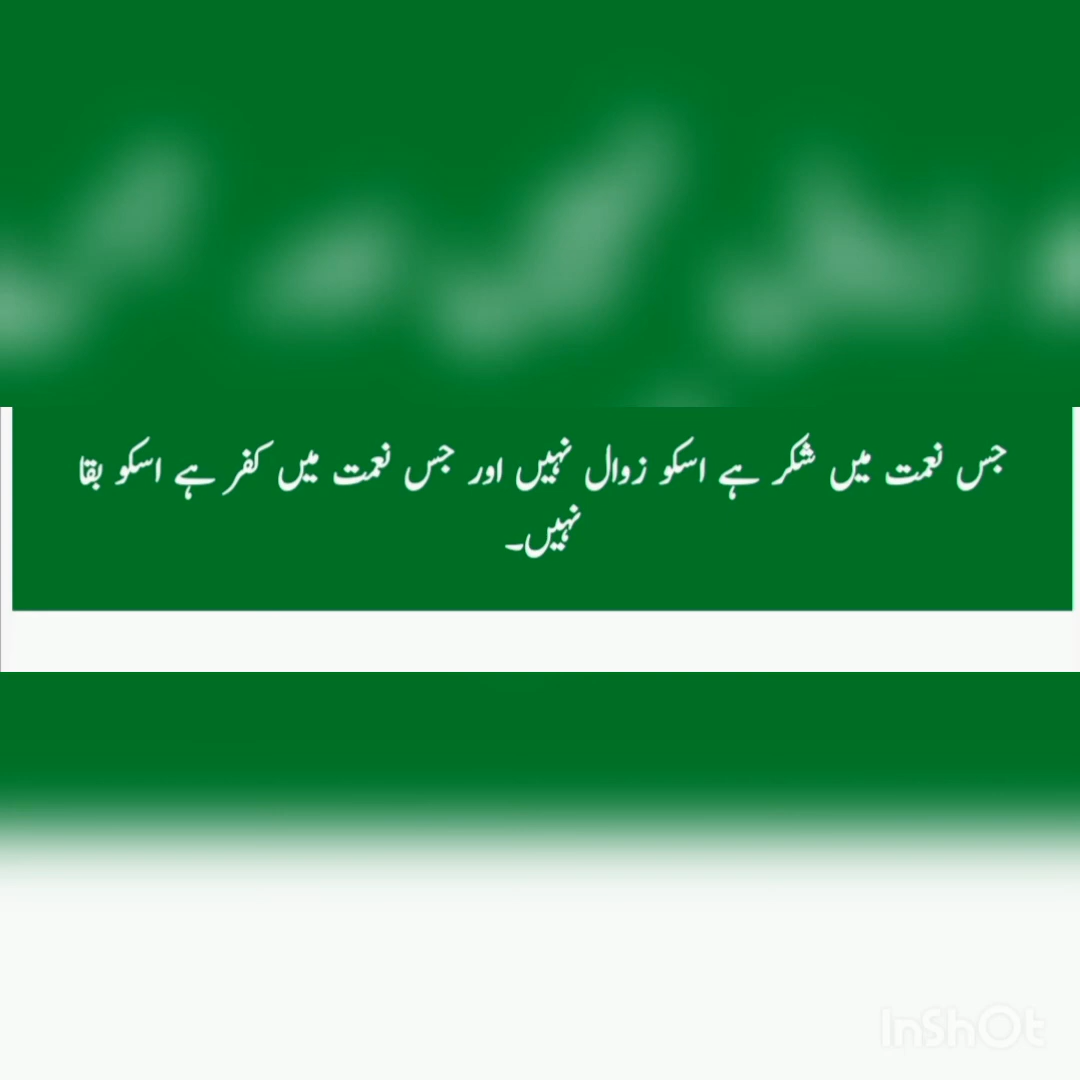 جس نعمت میں شکر ہے اسکو زوال نہیں اور جس نعمت میں کفر ہے اسکو بقا
نہیں۔
InShOt